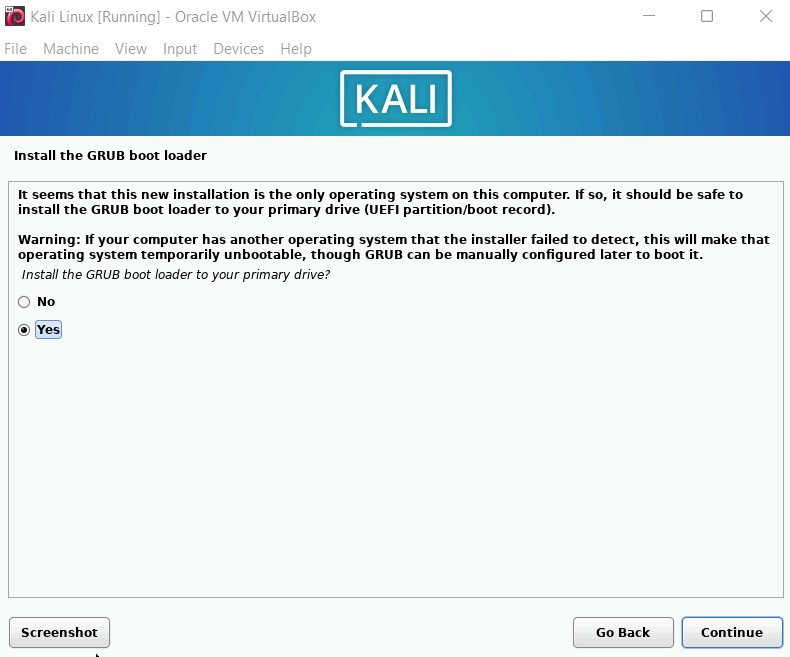 Kali Linux [Running] - Oracle VM VirtualBox
File Machine View Input Devices Help
KALI
Install the GRUB boot loader
It seems that this new installation is the only operating system on this computer. If so, it should be safe to
install the GRUB boot loader to your primary drive (UEFI partition/boot record).
Warning: If your computer has another operating system that the installer failed to detect, this will make that
operating system temporarily unbootable, though GRUB can be manually configured later to boot it.
Install the GRUB boot loader to your primary drive?
No
Yes
Screenshot Go Back Continue